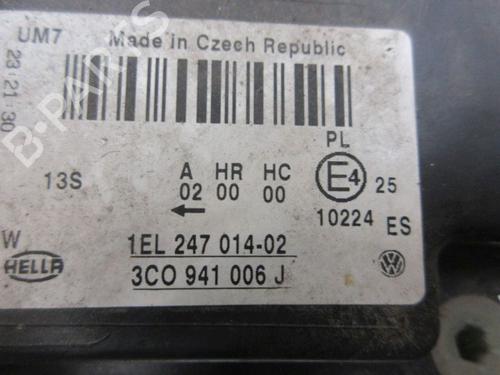 UM7 Made in Czech Republic
23:21:30
B-PARTS
PL
13S A HR HC E4 25
02 00 00
10224 ES
W 1EL 247 014-02
HELLA 3C0 941 006 J VW